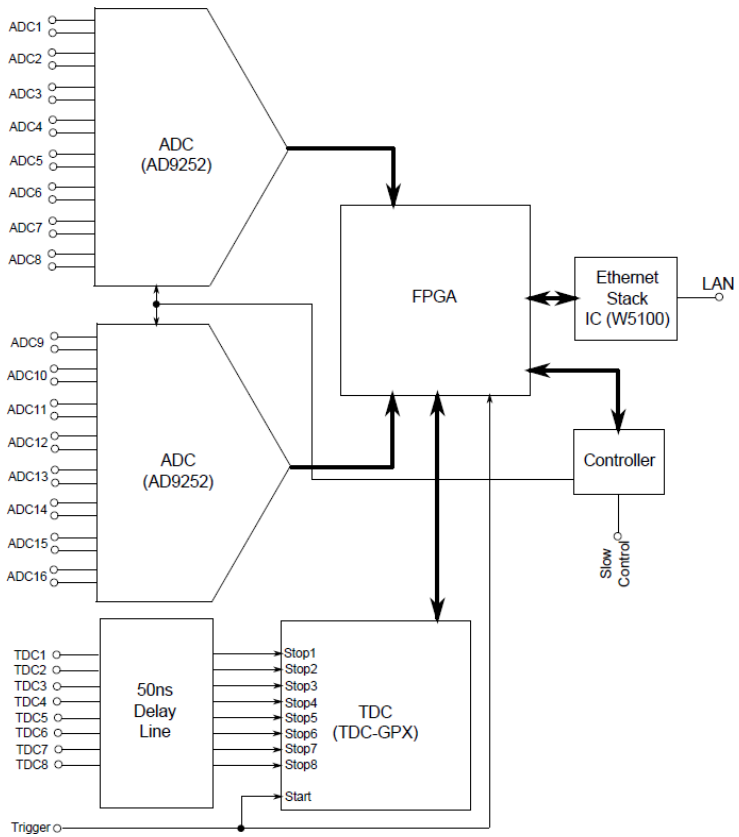 ADC1
ADC2
ADC3
ADC4
ADC5
ADC6
ADC7
ADC8
ADC
(AD9252)
FPGA
Ethernet
Stack
IC (W5100)
LAN
ADC9
ADC10
ADC11
ADC12
ADC13
ADC14
ADC15
ADC16
ADC
(AD9252)
Controller
Slow
Control
TDC1
TDC2
TDC3
TDC4
TDC5
TDC6
TDC7
TDC8
50ns
Delay
Line
Stop1
Stop2
Stop3
Stop4
Stop5
Stop6
Stop7
Stop8
Start
TDC
(TDC-GPX)
Trigger